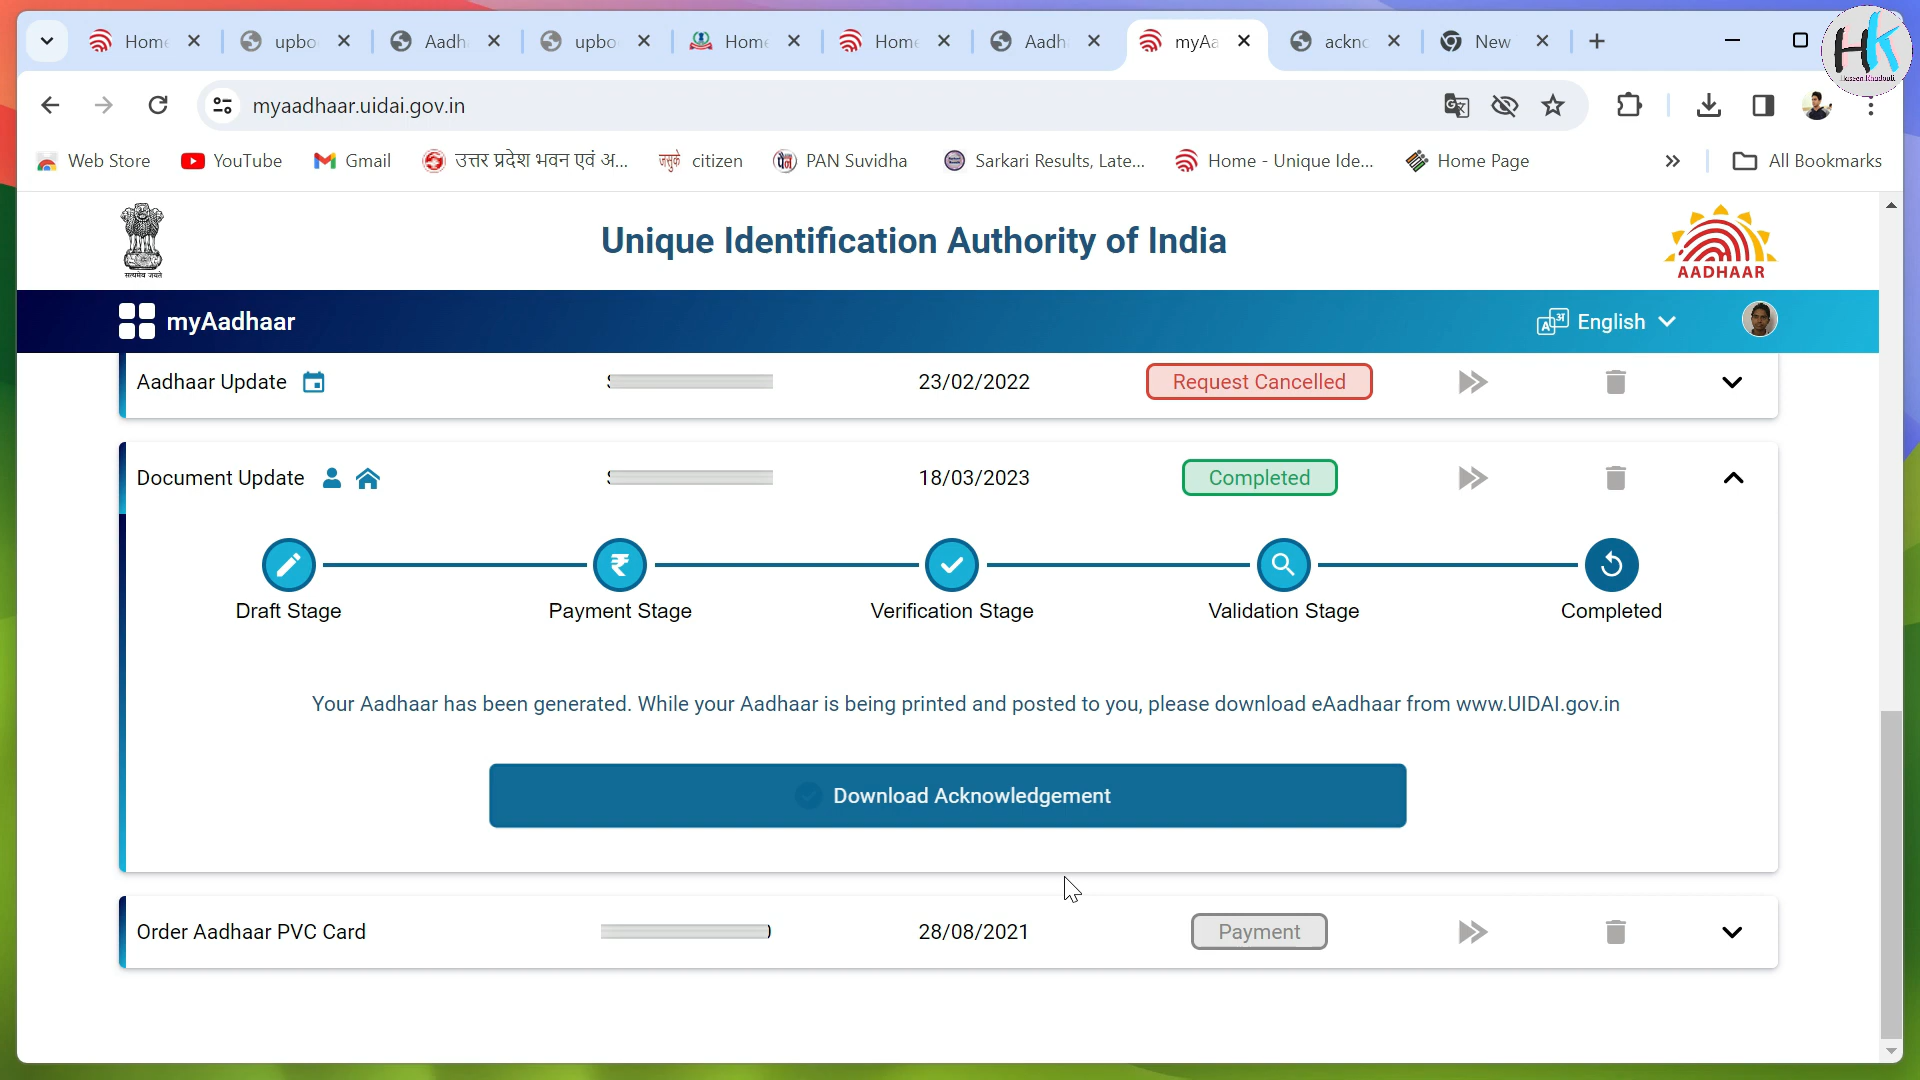 Home
upbo
Aadh
upbo
Home
Home
Aadh
myAa
ackno
New
HK
myaadhaar.uidai.gov.in
Web Store
YouTube
Gmail
उत्तर प्रदेश भवन एवं अ...
citizen
PAN Suvidha
Sarkari Results, Late...
Home - Unique Ide...
Home Page
All Bookmarks
सत्यमेव जयते
Unique Identification Authority of India
AADHAAR
myAadhaar
English
Aadhaar Update
23/02/2022
Request Cancelled
Document Update
18/03/2023
Completed
Draft Stage
Payment Stage
Verification Stage
Validation Stage
Completed
Your Aadhaar has been generated. While your Aadhaar is being printed and posted to you, please download eAadhaar from www.UIDAI.gov.in
Download Acknowledgement
Order Aadhaar PVC Card
28/08/2021
Payment